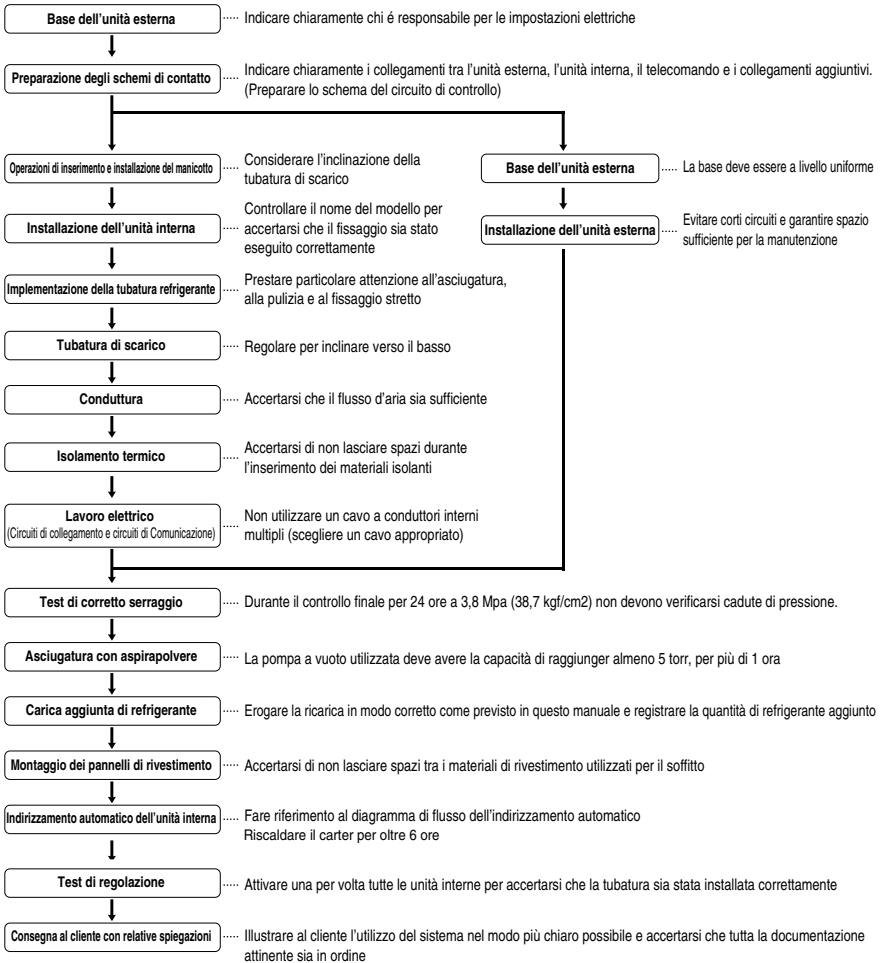 Base dell'unità esterna ..... Indicare chiaramente chi é responsabile per le impostazioni elettriche
Preparazione degli schemi di contatto ..... Indicare chiaramente i collegamenti tra l'unità esterna, l'unità interna, il telecomando e i collegamenti aggiuntivi.
(Preparare lo schema del circuito di controllo)
Operazioni di inserimento e installazione del manicotto ..... Considerare l'inclinazione della
tubatura di scarico
Base dell'unità esterna ..... La base deve essere a livello uniforme
Installazione dell'unità interna ..... Controllare il nome del modello per
accertarsi che il fissaggio sia stato
eseguito correttamente
Installazione dell'unità esterna ..... Evitare corti circuiti e garantire spazio
sufficiente per la manutenzione
Implementazione della tubatura refrigerante ..... Prestare particolare attenzione all'asciugatura,
alla pulizia e al fissaggio stretto
Tubatura di scarico ..... Regolare per inclinare verso il basso
Conduttura ..... Accertarsi che il flusso d'aria sia sufficiente
Isolamento termico ..... Accertarsi di non lasciare spazi durante
l'inserimento dei materiali isolanti
Lavoro elettrico
(Circuiti di collegamento e circuiti di Comunicazione) ..... Non utilizzare un cavo a conduttori interni
multipli (scegliere un cavo appropriato)
Test di corretto serraggio ..... Durante il controllo finale per 24 ore a 3,8 Mpa (38,7 kgf/cm2) non devono verificarsi cadute di pressione.
Asciugatura con aspirapolvere ..... La pompa a vuoto utilizzata deve avere la capacità di raggiunger almeno 5 torr, per più di 1 ora
Carica aggiunta di refrigerante ..... Erogare la ricarica in modo corretto come previsto in questo manuale e registrare la quantità di refrigerante aggiunto
Montaggio dei pannelli di rivestimento ..... Accertarsi di non lasciare spazi tra i materiali di rivestimento utilizzati per il soffitto
Indirizzamento automatico dell'unità interna ..... Fare riferimento al diagramma di flusso dell'indirizzamento automatico
Riscaldare il carter per oltre 6 ore
Test di regolazione ..... Attivare una per volta tutte le unità interne per accertarsi che la tubatura sia stata installata correttamente
Consegna al cliente con relative spiegazioni ..... Illustrare al cliente l'utilizzo del sistema nel modo più chiaro possibile e accertarsi che tutta la documentazione
attinente sia in ordine